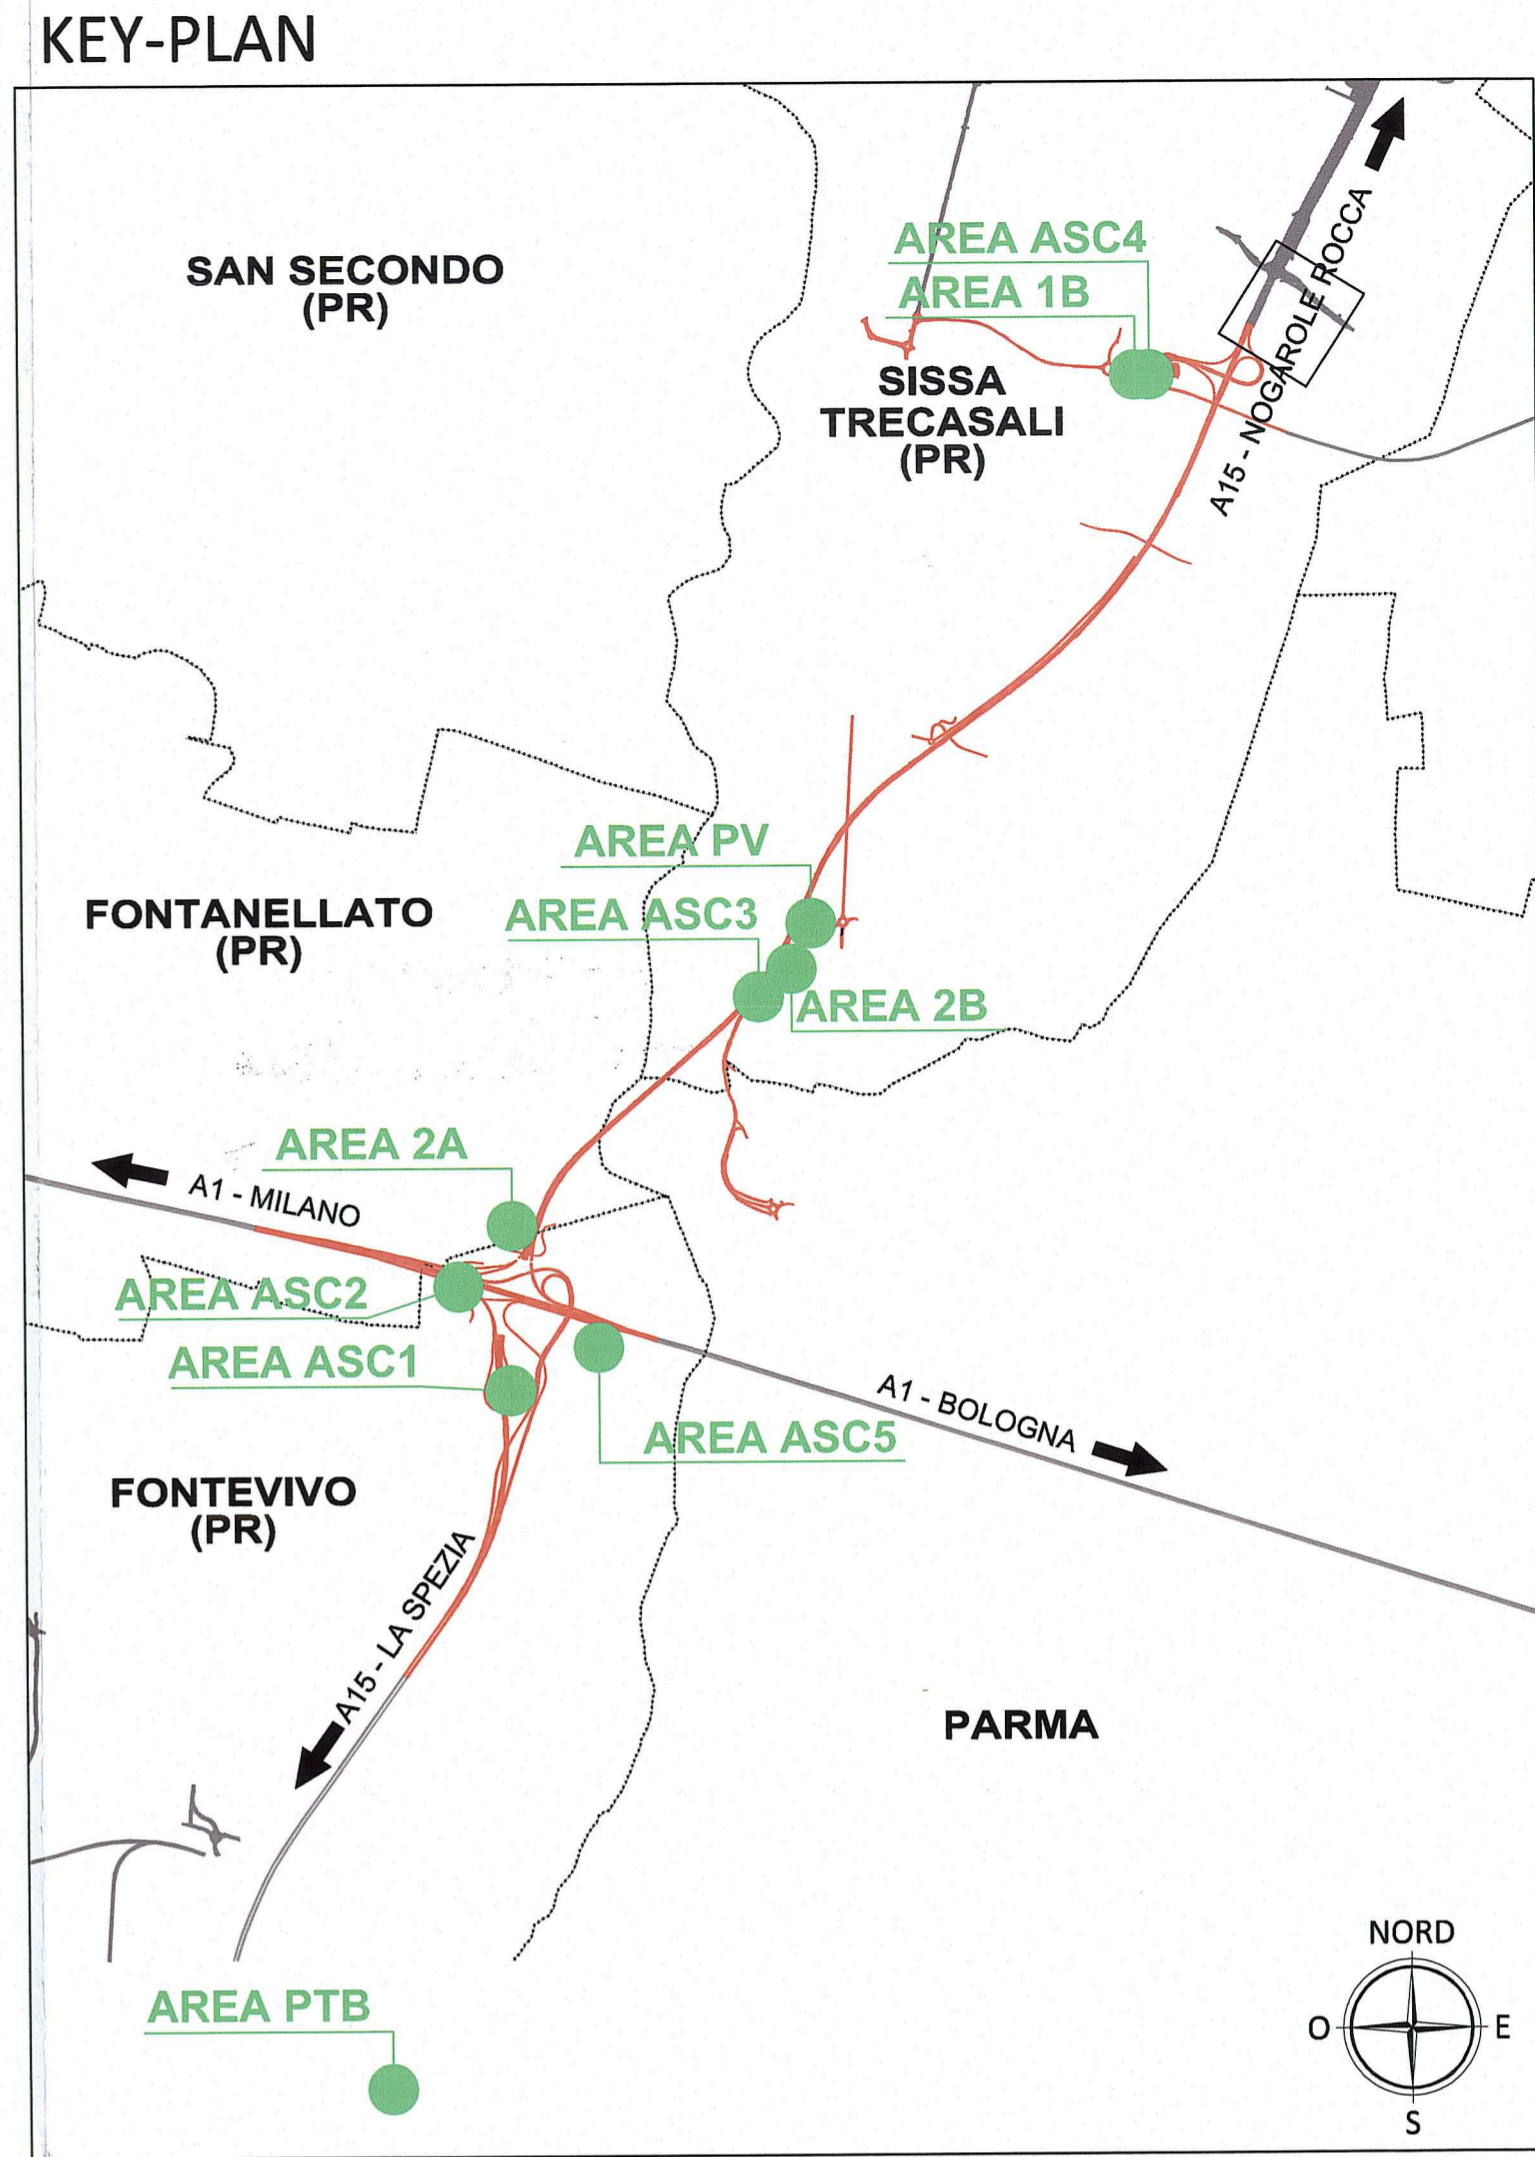 KEY-PLAN
A15 - NOGAROLE ROCCA
AREA ASC4
SAN SECONDO
(PR)
AREA 1B
SISSA
TRECASALI
(PR)
AREA PV
FONTANELLATO
(PR)
AREA ASC3
AREA 2B
AREA 2A
A1 - MILANO
AREA ASC2
AREA ASC1
A1 - BOLOGNA
AREA ASC5
FONTEVIVO
(PR)
A15 - LA SPEZIA
PARMA
NORD
AREA PTB
O
E
S